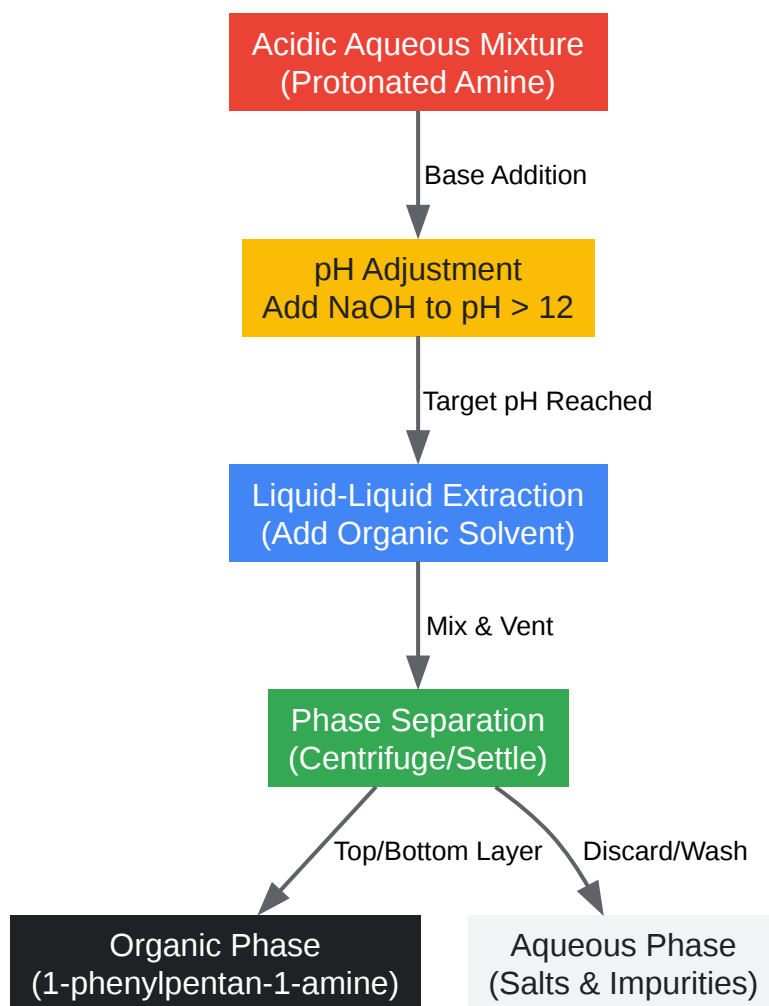 Acidic Aqueous Mixture
(Protonated Amine)
Base Addition
pH Adjustment
Add NaOH to pH > 12
Target pH Reached
Liquid-Liquid Extraction
(Add Organic Solvent)
Mix & Vent
Phase Separation
(Centrifuge/Settle)
Top/Bottom Layer
Discard/Wash
Organic Phase
(1-phenylpentan-1-amine)
Aqueous Phase
(Salts & Impurities)